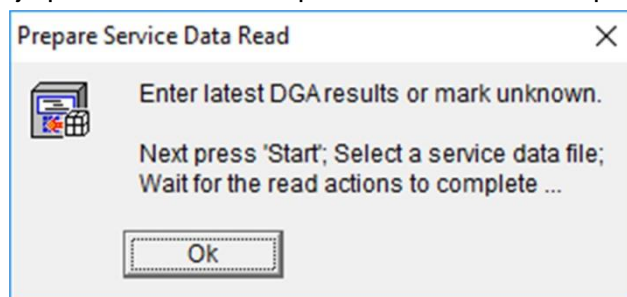 Prepare Service Data Read
Enter latest DGA results or mark unknown.
Next press 'Start'; Select a service data file;
Wait for the read actions to complete ...
Ok